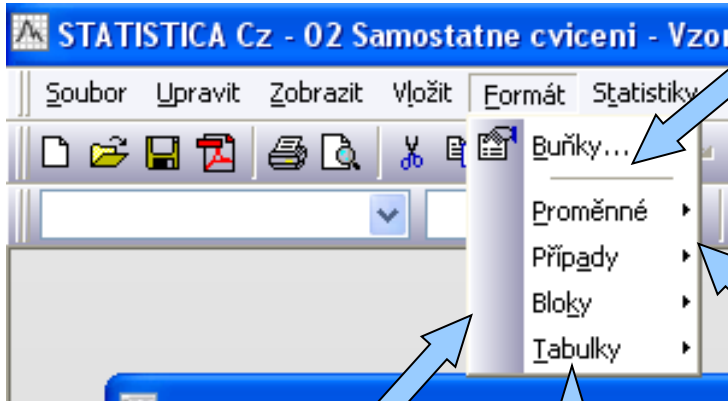 STATISTICA Cz - 02 Samostatne cviceni - Vzor
Soubor Upravit Zobrazit Vložit Formát Statistiky
Buňky...
Proměnné
Případy
Bloky
Tabulky